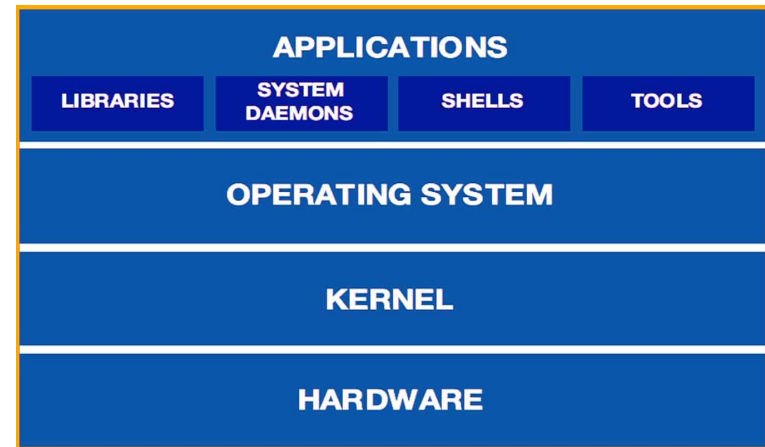 APPLICATIONS
LIBRARIES
SYSTEM
DAEMONS
SHELLS
TOOLS
OPERATING SYSTEM
KERNEL
HARDWARE